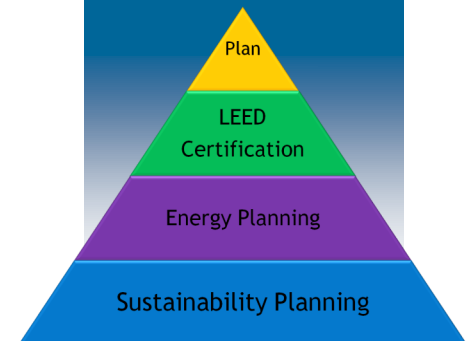 Plan
LEED
Certification
Energy Planning
Sustainability Planning